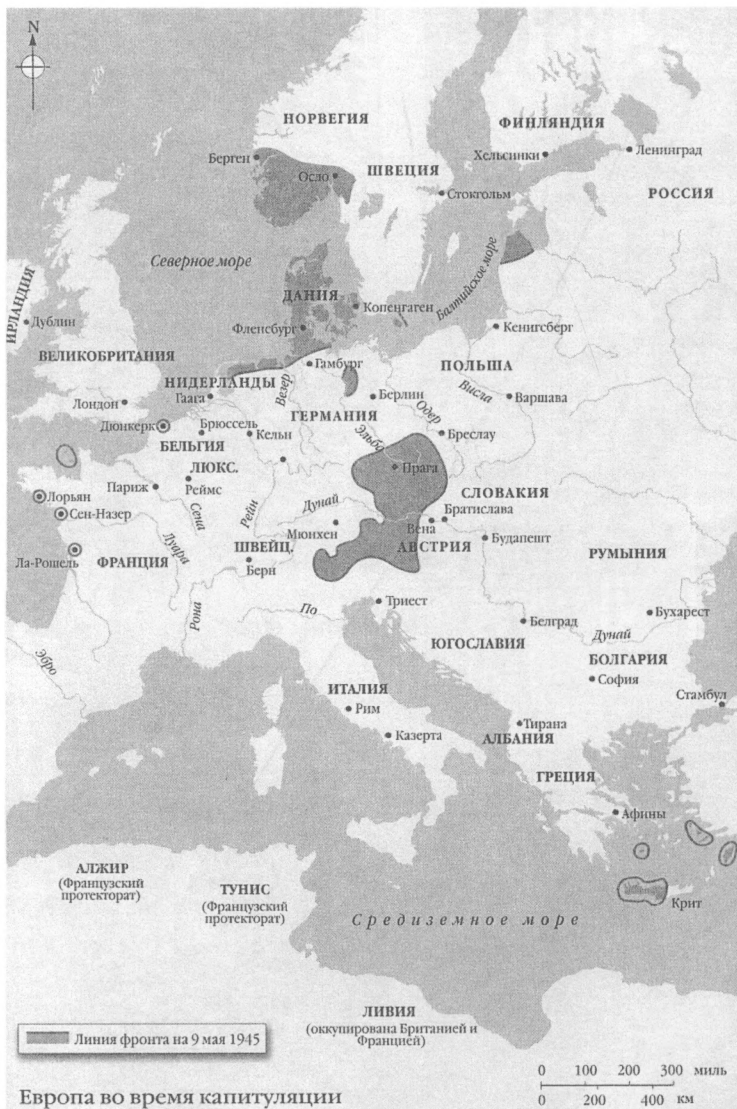 N
НОРВЕГИЯ
ФИНЛЯНДИЯ
Берген
Осло
ШВЕЦИЯ
Хельсинки
Ленинград
Стокгольм
РОССИЯ
Северное море
Балтийское море
ИРЛАНДИЯ
Дублин
ДАНИЯ
Копенгаген
Фленсбург
Кенигсберг
ВЕЛИКОБРИТАНИЯ
Гамбург
ПОЛЬША
НИДЕРЛАНДЫ
Везер
Лондон
Гаага
Берлин
Висла
Варшава
ГЕРМАНИЯ
Одер
Дюнкерк
Брюссель
Кельн
Эльба
Бреслау
БЕЛЬГИЯ
ЛЮКС.
Прага
Париж
Реймс
СЛОВАКИЯ
Лорьян
Сена
Рейн
Дунай
Братислава
Сен-Назер
Мюнхен
Вена
Луара
АВСТРИЯ
Будапешт
ШВЕЙЦ.
РУМЫНИЯ
Ла-Рошель
ФРАНЦИЯ
Берн
Рона
По
Триест
Белград
Бухарест
Дунай
Эбро
ЮГОСЛАВИЯ
БОЛГАРИЯ
София
ИТАЛИЯ
Стамбул
Рим
Тирана
Казерта
АЛБАНИЯ
ГРЕЦИЯ
Афины
АЛЖИР
(Французский
протекторат)
ТУНИС
(Французский
протекторат)
Крит
Средиземное море
ЛИВИЯ
(оккупирована Британией и
Францией)
Линия фронта на 9 мая 1945
0 100 200 300 миль
0 200 400 км
Европа во время капитуляции